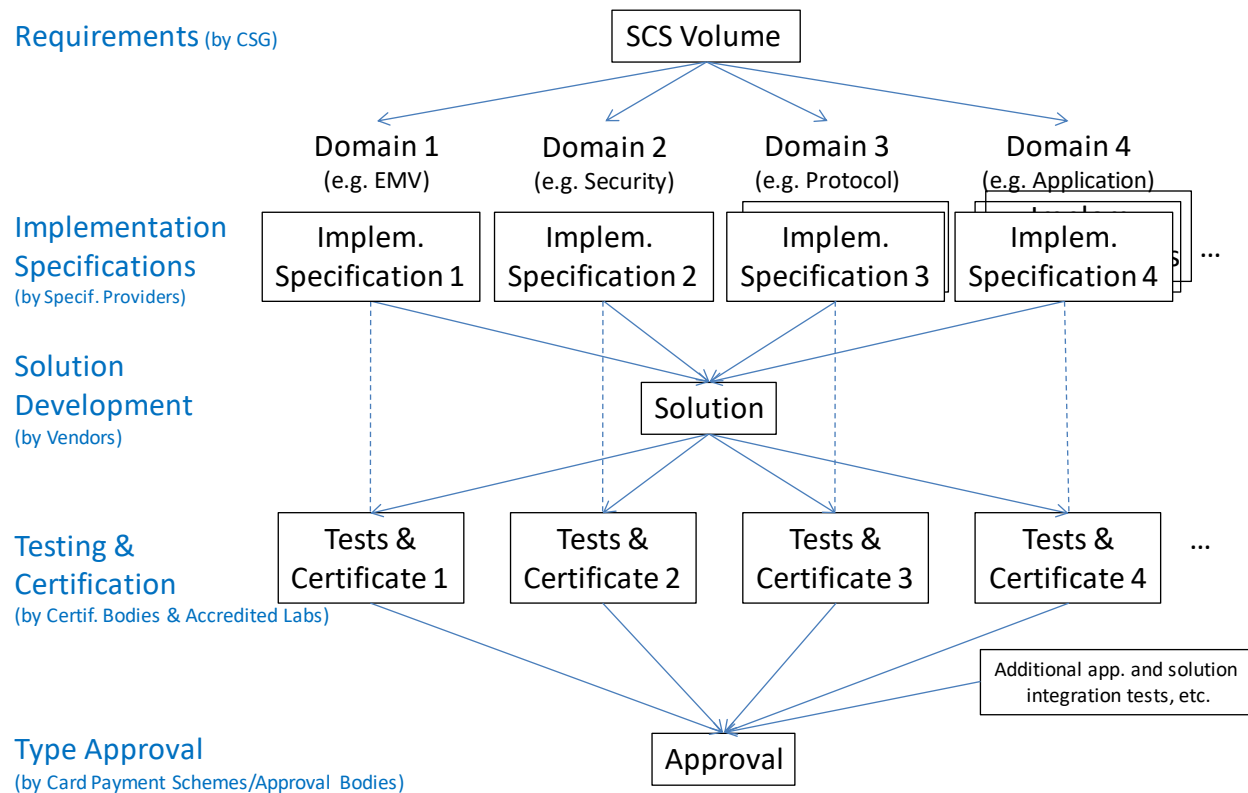 Requirements (by CSG)
SCS Volume
Domain 1
(e.g. EMV)
Domain 2
(e.g. Security)
Domain 3
(e.g. Protocol)
Domain 4
(e.g. Application)
Implementation
Specifications
(by Specif. Providers)
Implem.
Specification 1
Implem.
Specification 2
Implem.
Specification 3
Implem.
Specification 4
...
Solution
Development
(by Vendors)
Solution
Testing &
Certification
(by Certif. Bodies & Accredited Labs)
Tests &
Certificate 1
Tests &
Certificate 2
Tests &
Certificate 3
Tests &
Certificate 4
...
Additional app. and solution
integration tests, etc.
Type Approval
(by Card Payment Schemes/Approval Bodies)
Approval